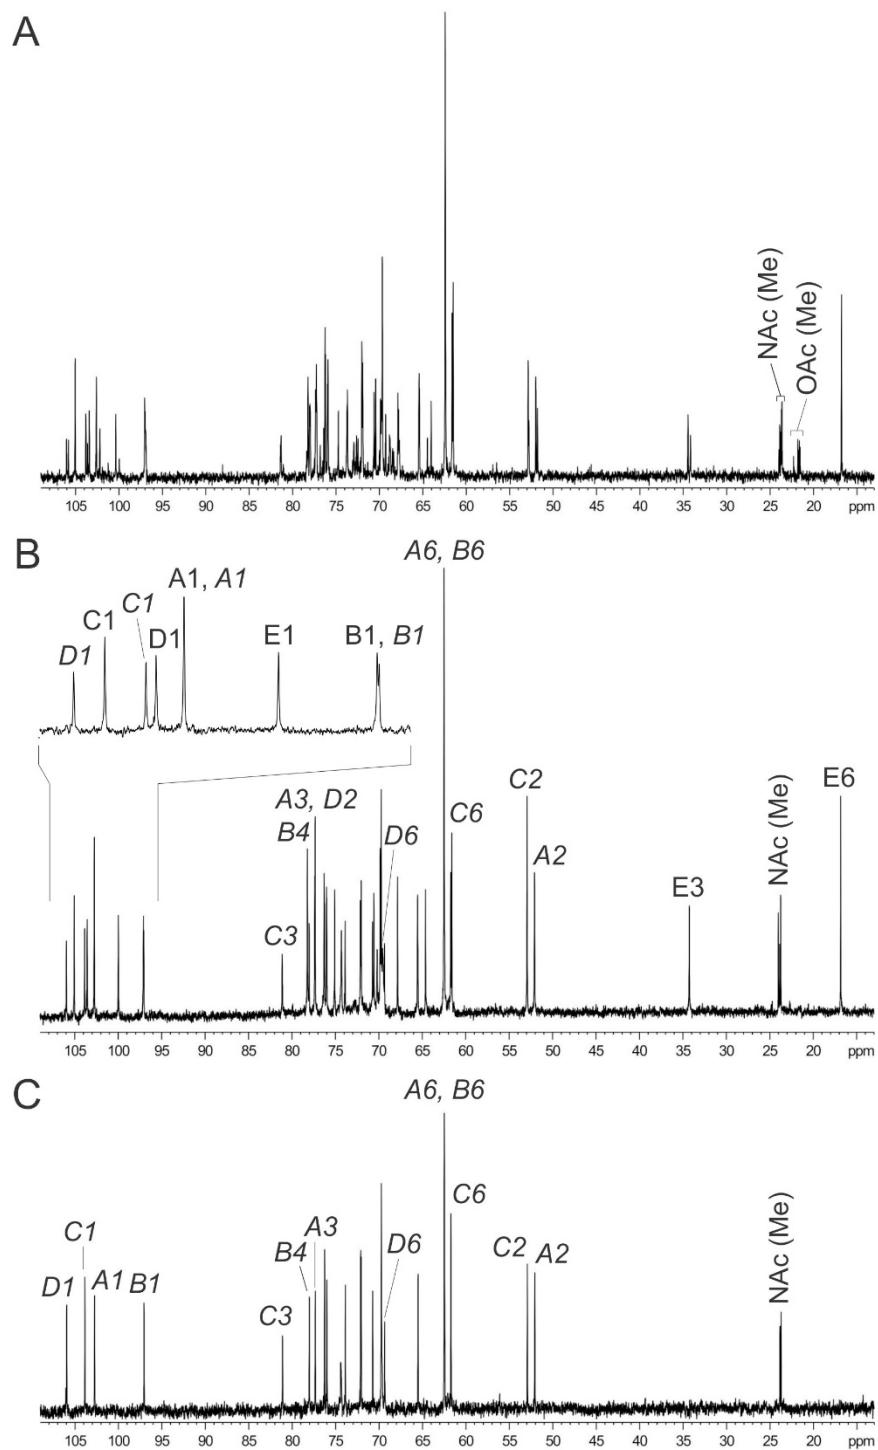 A
NAc (Me)
OAc (Me)
105 100 95 90 85 80 75 70 65 60 55 50 45 40 35 30 25 20 ppm
B
A6, B6
A1, A1
C1
C1
D1
D1
E1
B1, B1
A3, D2
B4
D6
C6
C2
A2
C3
E3
NAc (Me)
E6
105 100 95 90 85 80 75 70 65 60 55 50 45 40 35 30 25 20 ppm
C
A6, B6
C1
D1
A1
B1
A3
B4
D6
C6
C3
C2
A2
NAc (Me)
105 100 95 90 85 80 75 70 65 60 55 50 45 40 35 30 25 20 ppm